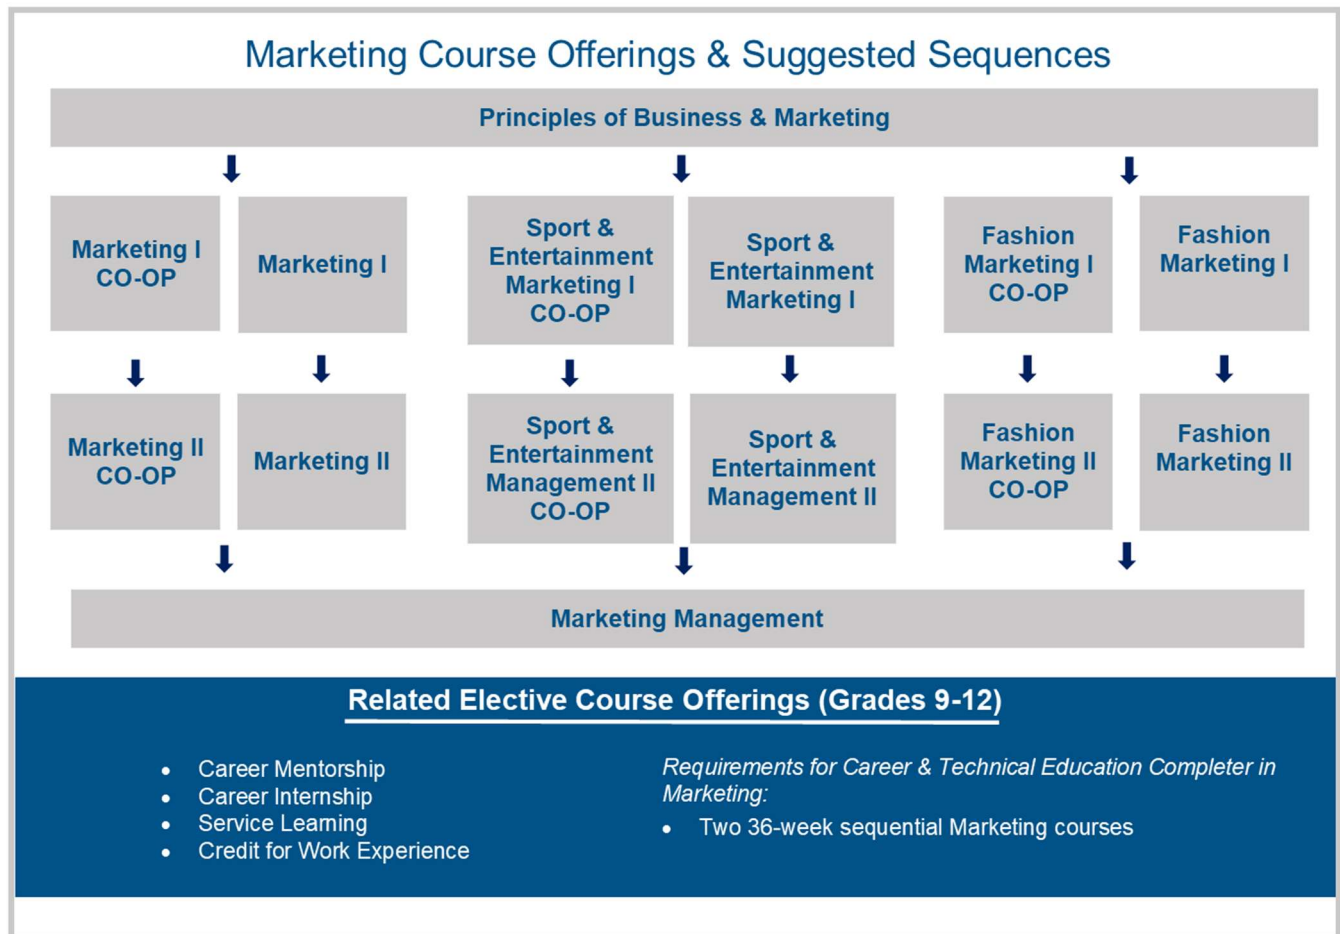 Marketing Course Offerings & Suggested Sequences
Principles of Business & Marketing
Marketing I
CO-OP
Marketing I
Sport &
Entertainment
Marketing I
CO-OP
Sport &
Entertainment
Marketing I
Fashion
Marketing I
CO-OP
Fashion
Marketing I
Marketing II
CO-OP
Marketing II
Sport &
Entertainment
Management II
CO-OP
Sport &
Entertainment
Management II
Fashion
Marketing II
CO-OP
Fashion
Marketing II
Marketing Management
Related Elective Course Offerings (Grades 9-12)
• Career Mentorship
• Career Internship
• Service Learning
• Credit for Work Experience
Requirements for Career & Technical Education Completer in
Marketing:
• Two 36-week sequential Marketing courses